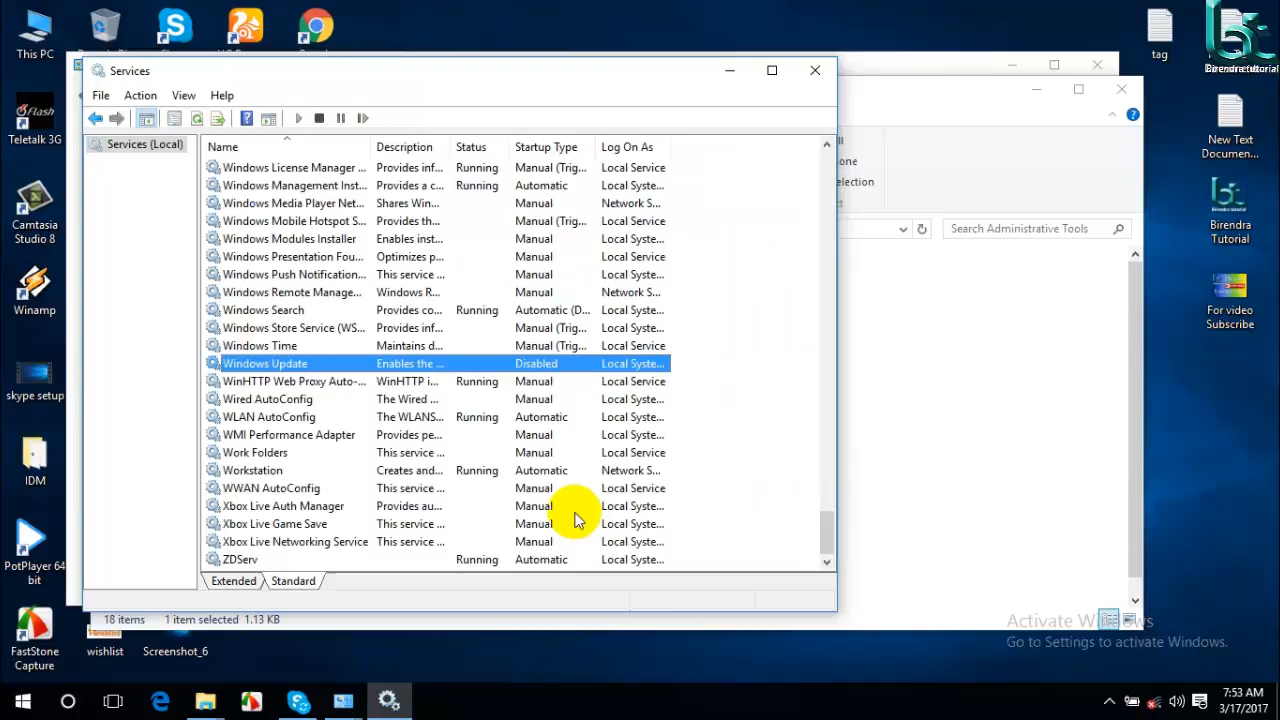 This PC
tag
Birendra tutorial
Services
File Action View Help
Services (Local)
Name Description Status Startup Type Log On As
Windows License Manager ... Provides inf... Running Manual (Trig... Local Service
Windows Management Inst... Provides a c... Running Automatic Local Syste...
Windows Media Player Net... Shares Win... Manual Network S...
Windows Mobile Hotspot S... Provides th... Manual (Trig... Local Service
Windows Modules Installer Enables inst... Manual Local Syste...
Windows Presentation Fou... Optimizes p... Manual Local Service
Windows Push Notification... This service ... Manual Local Syste...
Windows Remote Manage... Windows R... Manual Network S...
Windows Search Provides co... Running Automatic (D... Local Syste...
Windows Store Service (WS... Provides inf... Manual (Trig... Local Syste...
Windows Time Maintains d... Manual (Trig... Local Service
Windows Update Enables the ... Disabled Local Syste...
WinHTTP Web Proxy Auto-... WinHTTP i... Running Manual Local Service
Wired AutoConfig The Wired ... Manual Local Syste...
WLAN AutoConfig The WLANS... Running Automatic Local Syste...
WMI Performance Adapter Provides pe... Manual Local Syste...
Work Folders This service ... Manual Local Service
Workstation Creates and... Running Automatic Network S...
WWAN AutoConfig This service ... Manual Local Service
Xbox Live Auth Manager Provides au... Manual Local Syste...
Xbox Live Game Save This service ... Manual Local Syste...
Xbox Live Networking Service This service ... Manual Local Syste...
ZDServ Running Automatic Local Syste...
Extended Standard
Search Administrative Tools
18 items 1 item selected 1.13 KB
Flash
Teletalk 3G
Camtasia
Studio 8
Winamp
skype setup
IDM
PotPlayer 64
bit
FastStone
Capture
wishlist
Screenshot_6
New Text
Documen...
Birendra tutorial
Birendra
Tutorial
For video
Subscribe
Activate Windows
Go to Settings to activate Windows.
7:53 AM
3/17/2017